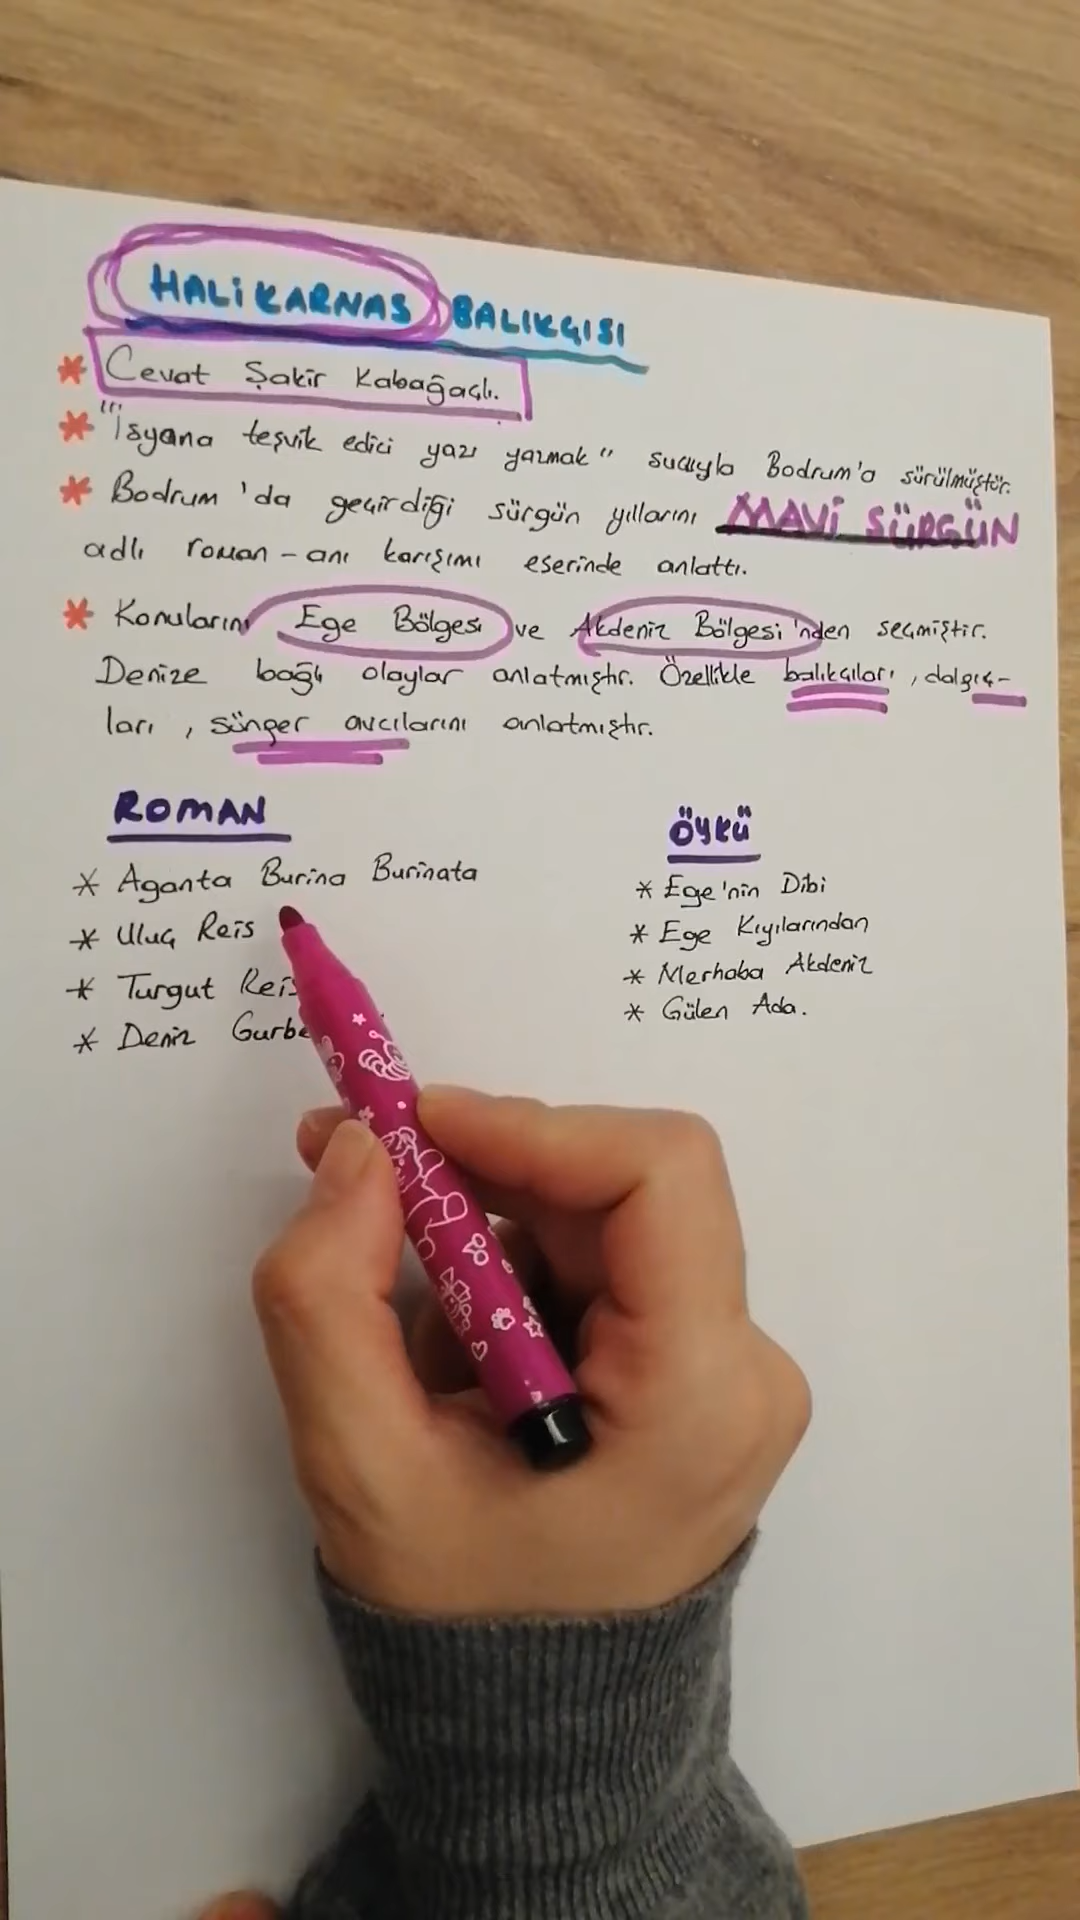 HALİKARNAS BALIKÇISI
* Cevat Şakir Kabağaçlı.
* "İsyana teşvik edici yazı yazmak" suçuyla Bodrum'a sürülmüştür.
* Bodrum'da geçirdiği sürgün yıllarını MAVİ SÜRGÜN
adlı roman-anı karışımı eserinde anlattı.
* Konularını Ege Bölgesi ve Akdeniz Bölgesi'nden seçmiştir.
Denize bağlı olaylar anlatmıştır. Özellikle balıkçıları, dalgıç-
ları, sünger avcılarını anlatmıştır.
ROMAN
* Aganta Burina Burinata
* Uluç Reis
* Turgut Reis
* Deniz
ÖYKÜ
* Ege'nin Dibi
* Ege Kıyılarından
* Merhaba Akdeniz
* Gülen Ada.